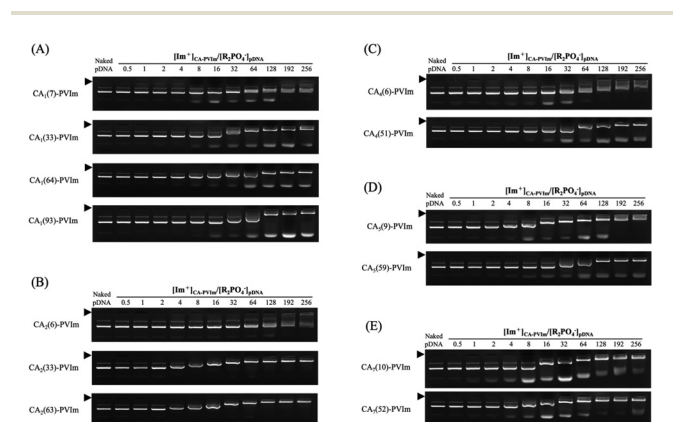 (A)
[Im⁺]CA-PVIm/[R₂PO₄⁻]pDNA
Naked
pDNA 0.5 1 2 4 8 16 32 64 128 192 256
CA₁(7)-PVIm
CA₁(33)-PVIm
CA₁(64)-PVIm
CA₁(93)-PVIm
(B)
[Im⁺]CA-PVIm/[R₂PO₄⁻]pDNA
Naked
pDNA 0.5 1 2 4 8 16 32 64 128 192 256
CA₂(6)-PVIm
CA₂(33)-PVIm
CA₂(63)-PVIm
(C)
[Im⁺]CA-PVIm/[R₂PO₄⁻]pDNA
Naked
pDNA 0.5 1 2 4 8 16 32 64 128 192 256
CA₄(6)-PVIm
CA₄(51)-PVIm
(D)
[Im⁺]CA-PVIm/[R₂PO₄⁻]pDNA
Naked
pDNA 0.5 1 2 4 8 16 32 64 128 192 256
CA₅(9)-PVIm
CA₅(59)-PVIm
(E)
[Im⁺]CA-PVIm/[R₂PO₄⁻]pDNA
Naked
pDNA 0.5 1 2 4 8 16 32 64 128 192 256
CA₇(10)-PVIm
CA₇(52)-PVIm